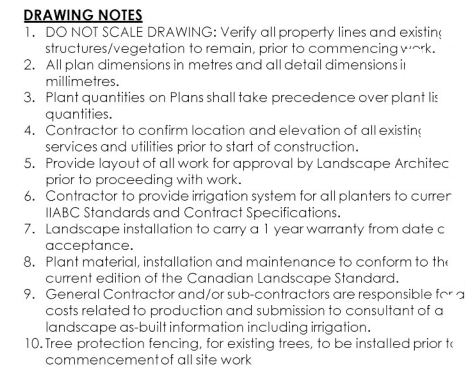 DRAWING NOTES
1. DO NOT SCALE DRAWING: Verify all property lines and existing
structures/vegetation to remain, prior to commencing work.
2. All plan dimensions in metres and all detail dimensions in
millimetres.
3. Plant quantities on Plans shall take precedence over plant lis
quantities.
4. Contractor to confirm location and elevation of all existing
services and utilities prior to start of construction.
5. Provide layout of all work for approval by Landscape Architec
prior to proceeding with work.
6. Contractor to provide irrigation system for all planters to curren
IIABC Standards and Contract Specifications.
7. Landscape installation to carry a 1 year warranty from date o
acceptance.
8. Plant material, installation and maintenance to conform to the
current edition of the Canadian Landscape Standard.
9. General Contractor and/or sub-contractors are responsible for a
costs related to production and submission to consultant of a
landscape as-built information including irrigation.
10. Tree protection fencing, for existing trees, to be installed prior to
commencement of all site work